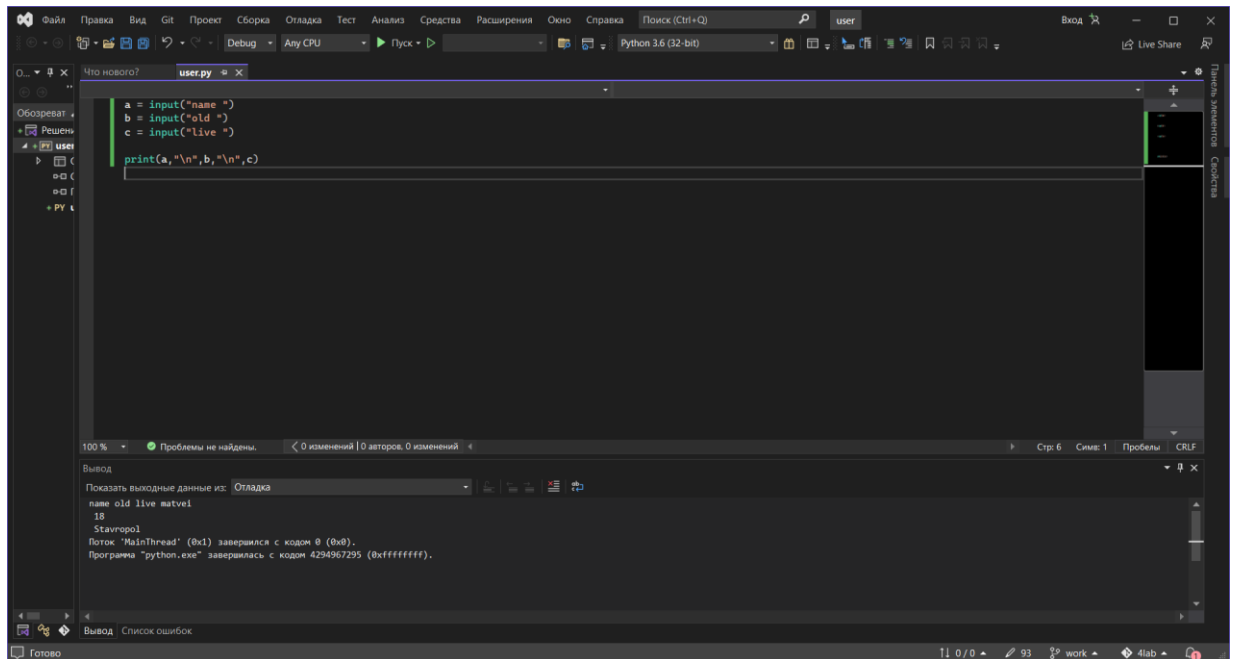 Файл Правка Вид Git Проект Сборка Отладка Тест Анализ Средства Расширения Окно Справка Поиск (Ctrl+Q) user Вход
Debug Any CPU Пуск Python 3.6 (32-bit) Live Share
О... Что нового? user.py
Обозреват
Решени
PY user
PY
a = input("name ")
b = input("old ")
c = input("live ")
print(a,"\n",b,"\n",c)
Панель элементов
Свойства
100 % Проблемы не найдены. 0 изменений | 0 авторов, 0 изменений Стр: 6 Симв: 1 Пробелы CRLF
Вывод
Показать выходные данные из: Отладка
name old live matvei
18
Stavropol
Поток 'MainThread' (0x1) завершился с кодом 0 (0x0).
Программа "python.exe" завершилась с кодом 4294967295 (0xffffffff).
Вывод Список ошибок
Готово 0 / 0 93 work 4lab 1